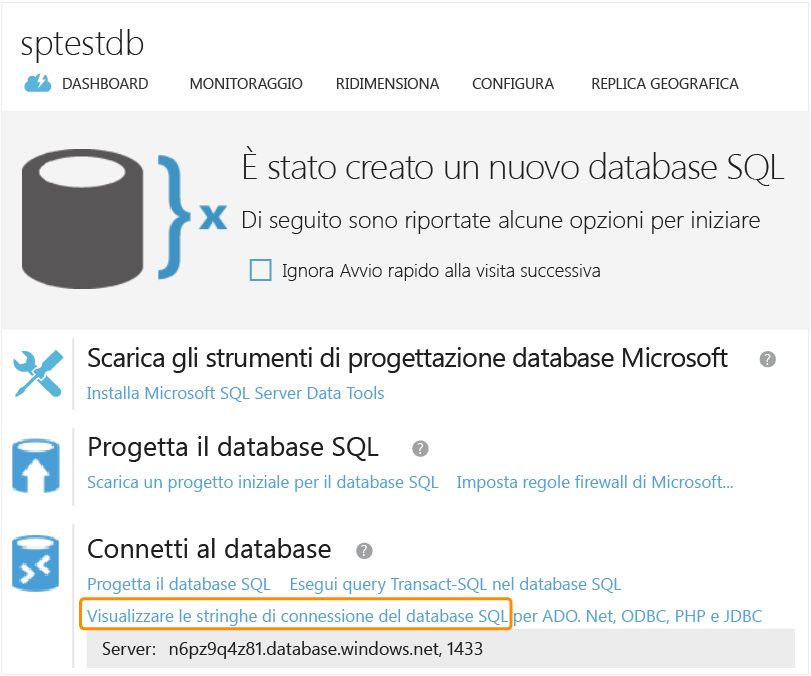 sptestdb
DASHBOARD MONITORAGGIO RIDIMENSIONA CONFIGURA REPLICA GEOGRAFICA
È stato creato un nuovo database SQL
Di seguito sono riportate alcune opzioni per iniziare
Ignora Avvio rapido alla visita successiva
Scarica gli strumenti di progettazione database Microsoft ?
Installa Microsoft SQL Server Data Tools
Progetta il database SQL ?
Scarica un progetto iniziale per il database SQL Imposta regole firewall di Microsoft...
Connetti al database ?
Progetta il database SQL Esegui query Transact-SQL nel database SQL
Visualizzare le stringhe di connessione del database SQL per ADO. Net, ODBC, PHP e JDBC
Server: n6pz9q4z81.database.windows.net, 1433